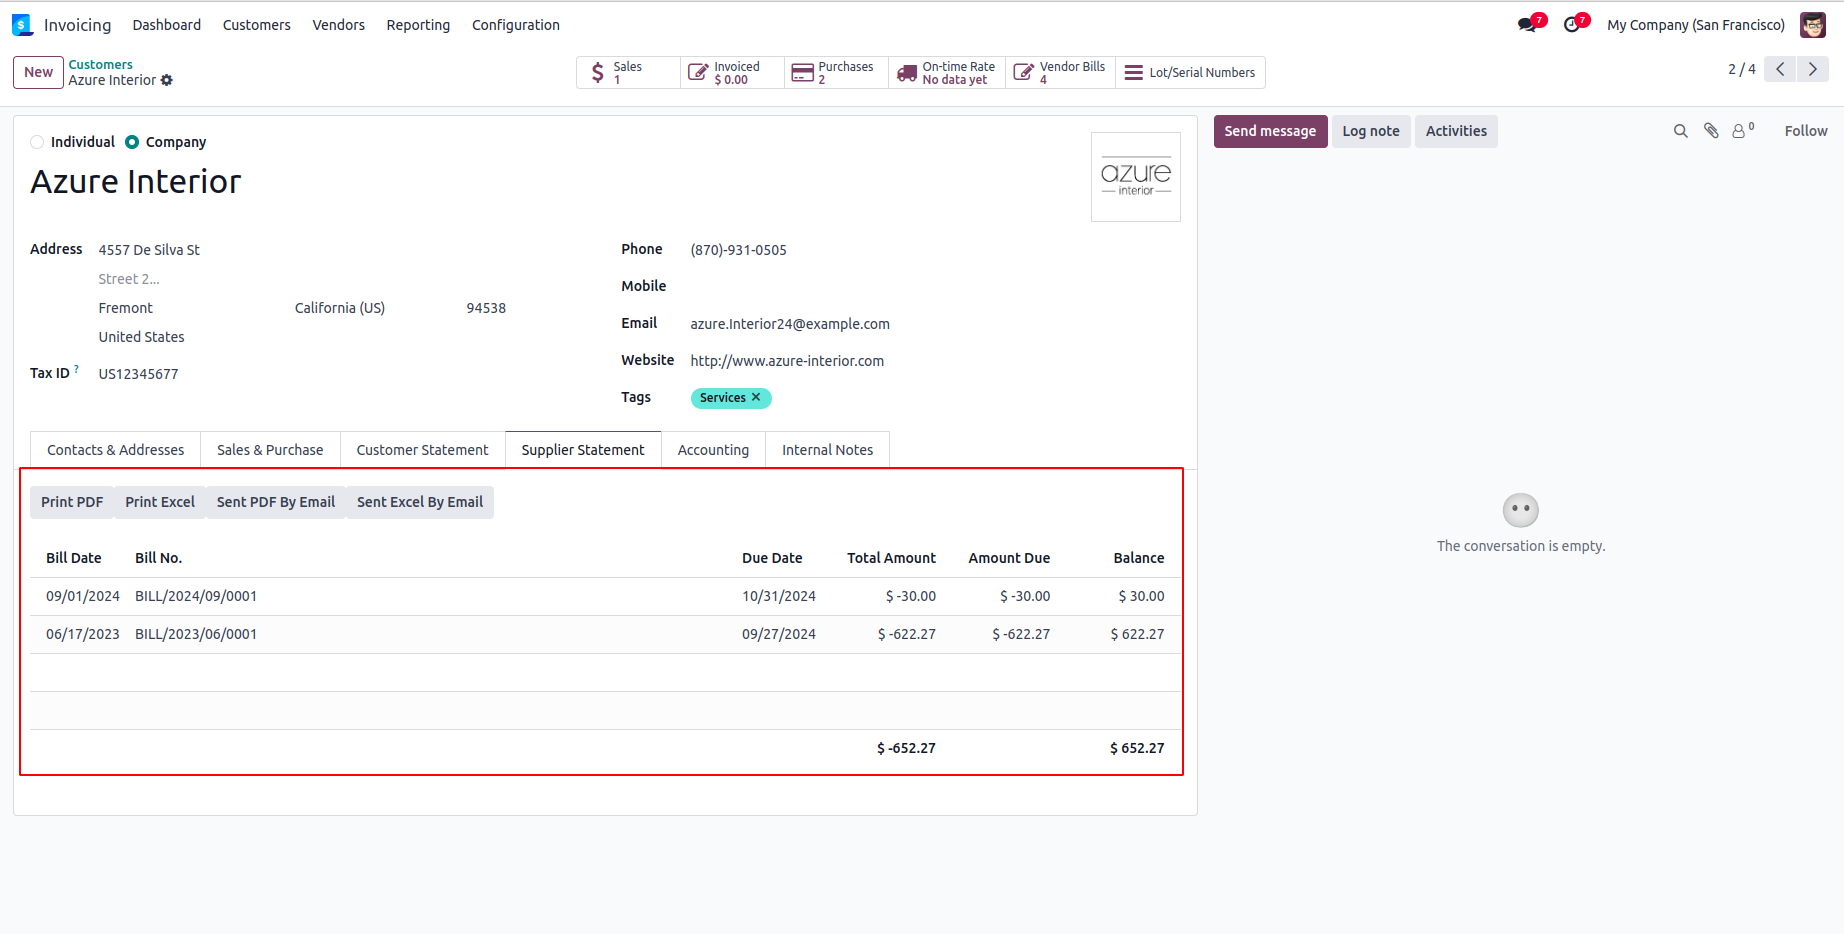 Invoicing Dashboard Customers Vendors Reporting Configuration 7 7 My Company (San Francisco)
New Customers
Azure Interior
Sales
1
Invoiced
$ 0.00
Purchases
2
On-time Rate
No data yet
Vendor Bills
4
Lot/Serial Numbers
2 / 4
Individual Company
Azure Interior
azure
interior
Send message Log note Activities 0 Follow
Address 4557 De Silva St
Street 2...
Fremont California (US) 94538
United States
Tax ID ? US12345677
Phone (870)-931-0505
Mobile
Email azure.Interior24@example.com
Website http://www.azure-interior.com
Tags Services ✕
Contacts & Addresses Sales & Purchase Customer Statement Supplier Statement Accounting Internal Notes
Print PDF Print Excel Sent PDF By Email Sent Excel By Email
Bill Date Bill No. Due Date Total Amount Amount Due Balance
09/01/2024 BILL/2024/09/0001 10/31/2024 $ -30.00 $ -30.00 $ 30.00
06/17/2023 BILL/2023/06/0001 09/27/2024 $ -622.27 $ -622.27 $ 622.27
$ -652.27 $ 652.27
The conversation is empty.